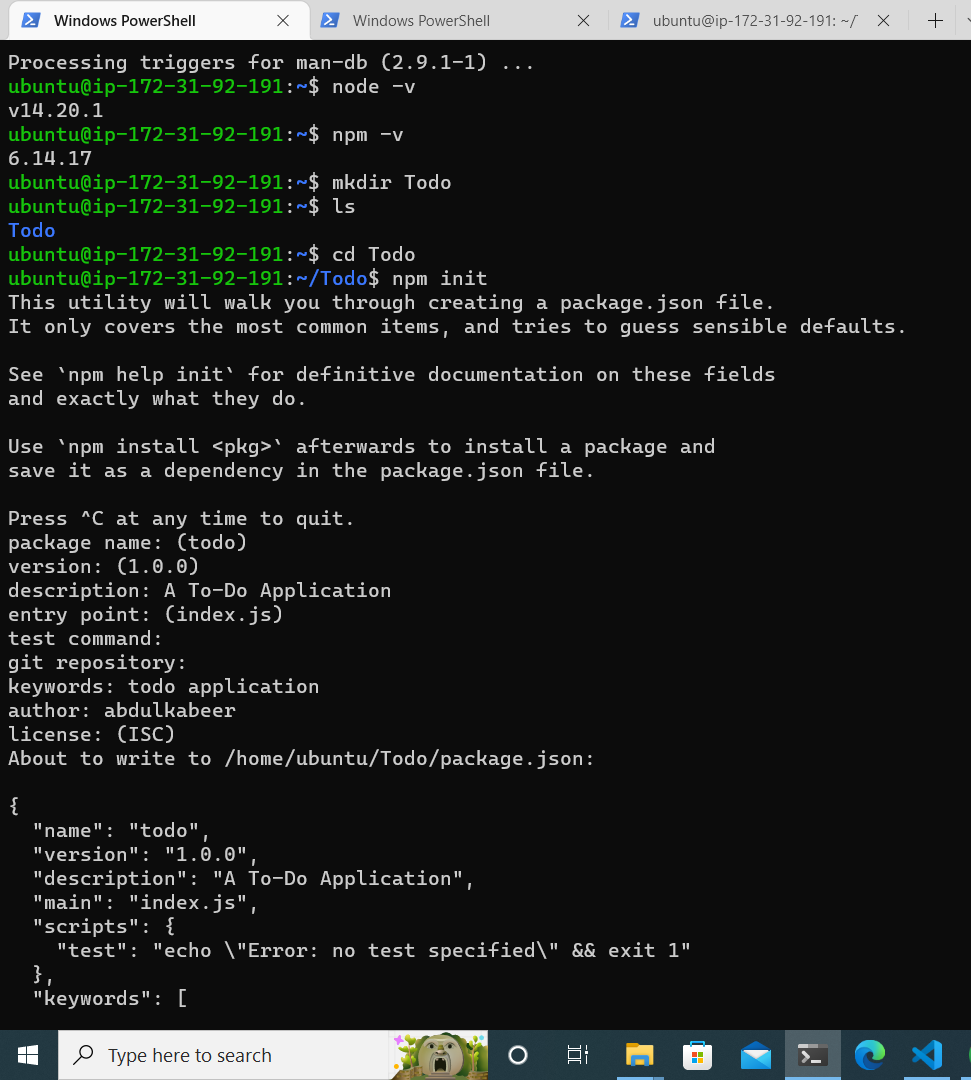 Windows PowerShell
Windows PowerShell
ubuntu@ip-172-31-92-191: ~/
Processing triggers for man-db (2.9.1-1) ...
ubuntu@ip-172-31-92-191:~$ node -v
v14.20.1
ubuntu@ip-172-31-92-191:~$ npm -v
6.14.17
ubuntu@ip-172-31-92-191:~$ mkdir Todo
ubuntu@ip-172-31-92-191:~$ ls
Todo
ubuntu@ip-172-31-92-191:~$ cd Todo
ubuntu@ip-172-31-92-191:~/Todo$ npm init
This utility will walk you through creating a package.json file.
It only covers the most common items, and tries to guess sensible defaults.
See `npm help init` for definitive documentation on these fields
and exactly what they do.
Use `npm install <pkg>` afterwards to install a package and
save it as a dependency in the package.json file.
Press ^C at any time to quit.
package name: (todo)
version: (1.0.0)
description: A To-Do Application
entry point: (index.js)
test command:
git repository:
keywords: todo application
author: abdulkabeer
license: (ISC)
About to write to /home/ubuntu/Todo/package.json:
{
  "name": "todo",
  "version": "1.0.0",
  "description": "A To-Do Application",
  "main": "index.js",
  "scripts": {
    "test": "echo \"Error: no test specified\" && exit 1"
  },
  "keywords": [
Type here to search